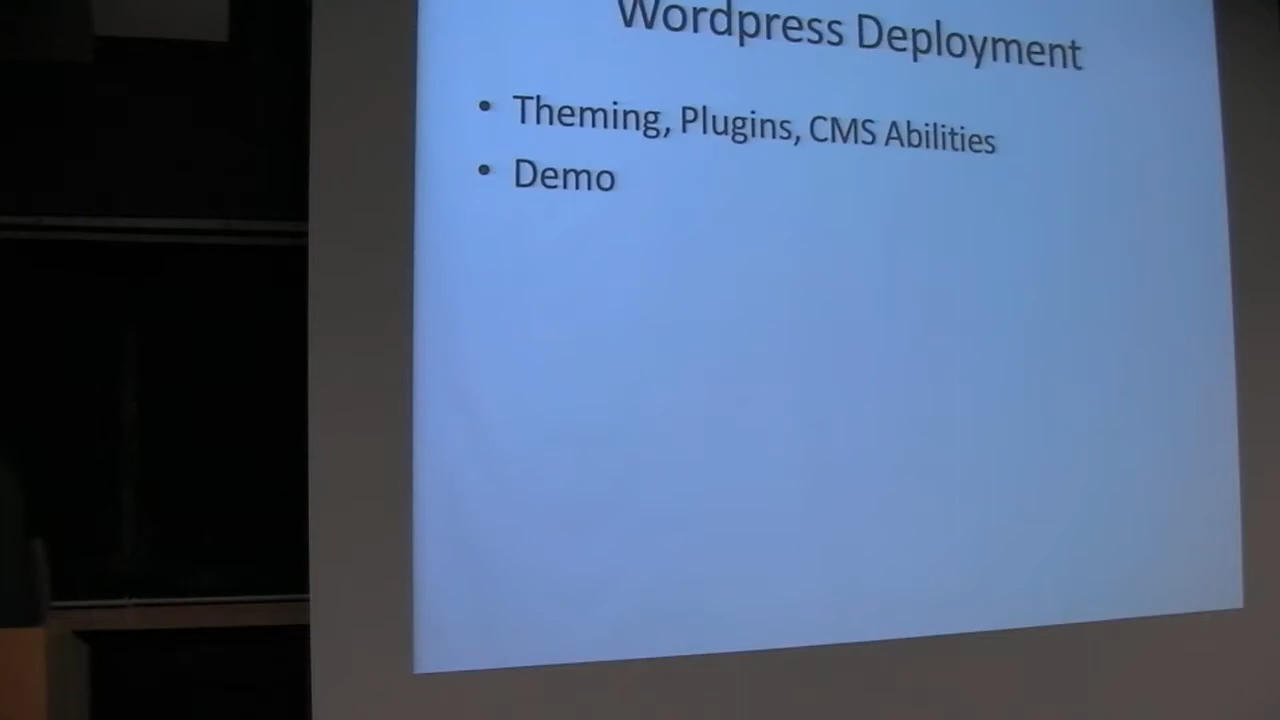 Wordpress Deployment
• Theming, Plugins, CMS Abilities
• Demo